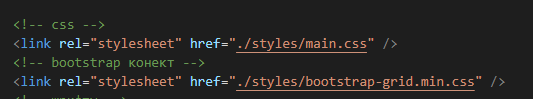 <!-- css -->
<link rel="stylesheet" href="./styles/main.css" />
<!-- bootstrap конект -->
<link rel="stylesheet" href="./styles/bootstrap-grid.min.css" />